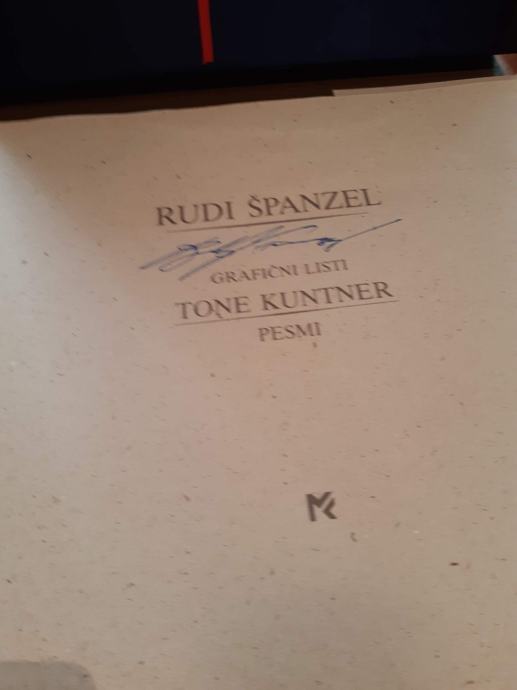 RUDI ŠPANZEL
GRAFIČNI LISTI
TONE KUNTNER
PESMI
MK